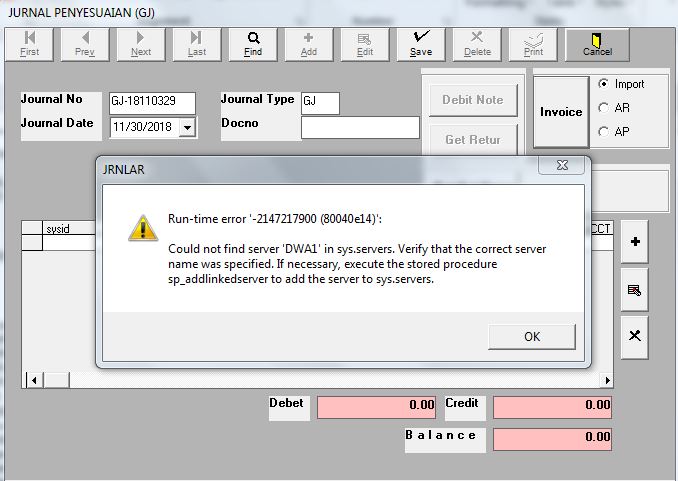 JURNAL PENYESUAIAN (GJ)
First Prev Next Last Find Add Edit Save Delete Print Cancel
Journal No GJ-18110329 Journal Type GJ
Journal Date 11/30/2018 Docno
Debit Note
Get Retur
Invoice
Import
AR
AP
JRNLAR
Run-time error '-2147217900 (80040e14)':
Could not find server 'DWA1' in sys.servers. Verify that the correct server
name was specified. If necessary, execute the stored procedure
sp_addlinkedserver to add the server to sys.servers.
OK
sysid
CCT
Debet 0.00 Credit 0.00
Balance 0.00